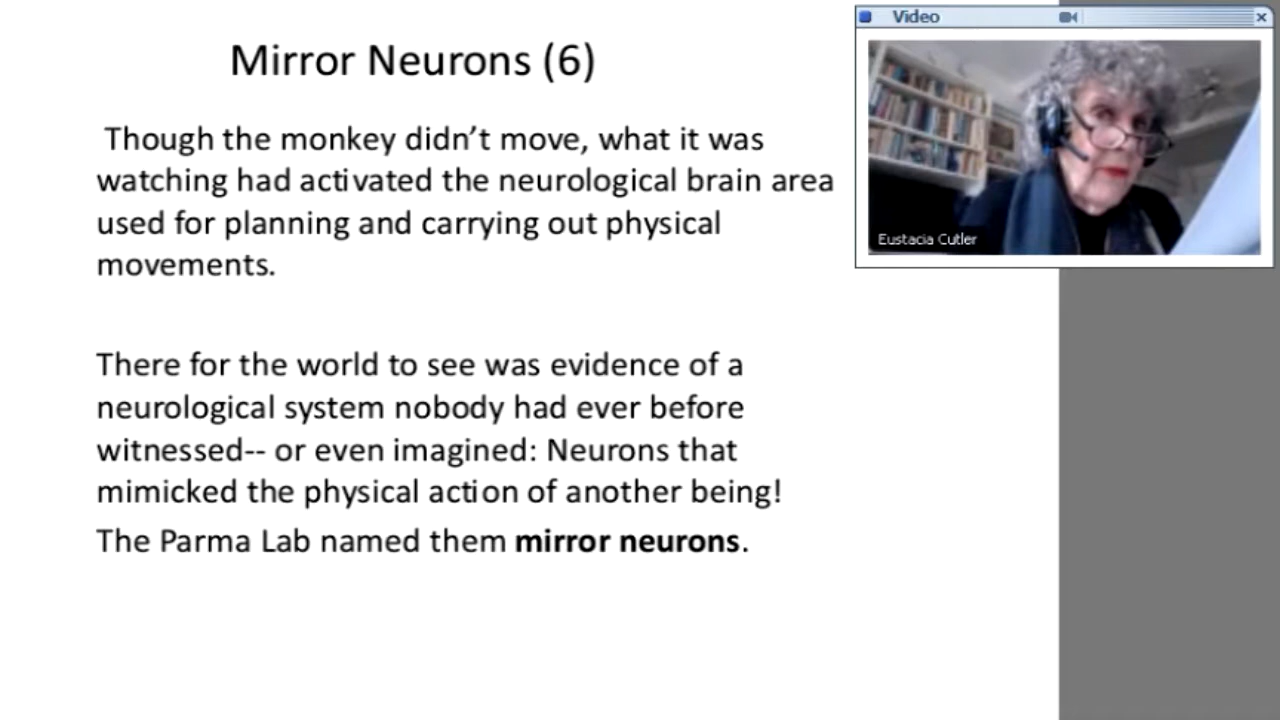 Mirror Neurons (6)
Though the monkey didn’t move, what it was
watching had activated the neurological brain area
used for planning and carrying out physical
movements.
There for the world to see was evidence of a
neurological system nobody had ever before
witnessed-- or even imagined: Neurons that
mimicked the physical action of another being!
The Parma Lab named them mirror neurons.
Video
Eustacia Cutler